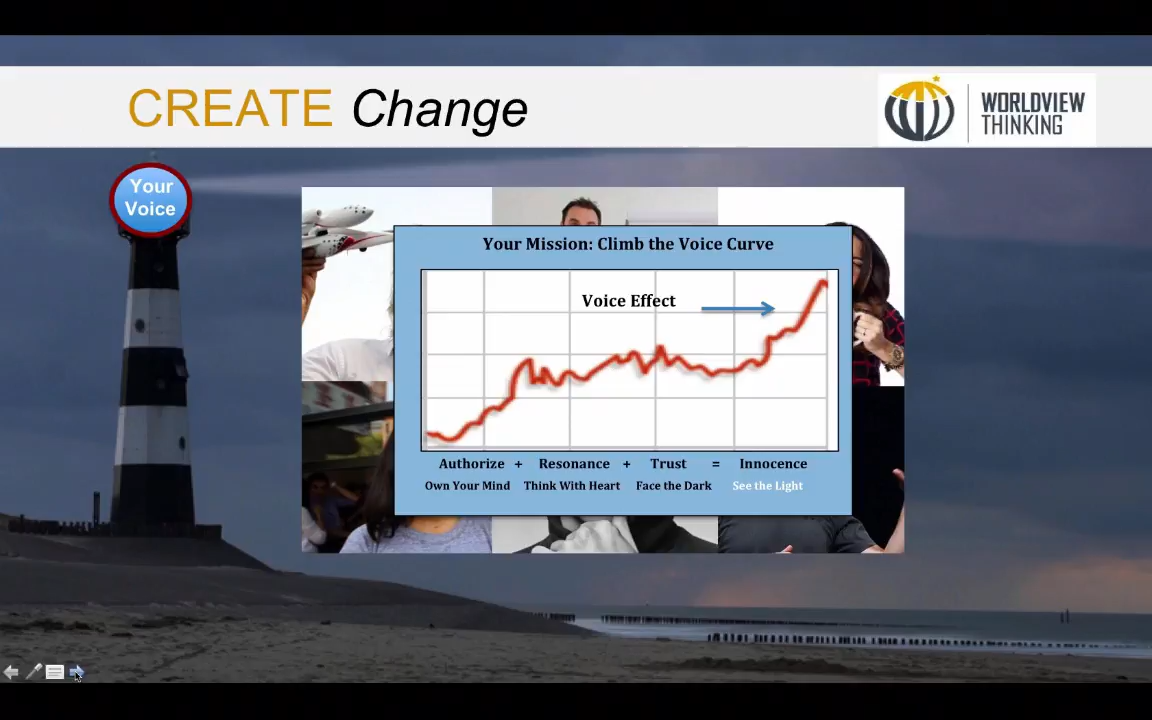 CREATE Change
WORLDVIEW
THINKING
Your
Voice
Your Mission: Climb the Voice Curve
Voice Effect
Authorize + Resonance + Trust = Innocence
Own Your Mind Think With Heart Face the Dark See the Light